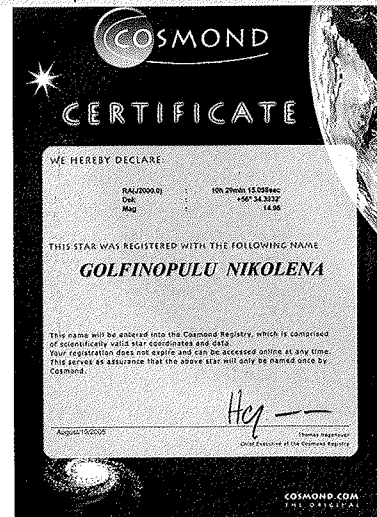 COSMOND
CERTIFICATE
WE HEREBY DECLARE:
RA(J2000.0) : 10h 29min 15.098sec
Dek : +56° 34.3232'
Mag : 14.96
THIS STAR WAS REGISTERED WITH THE FOLLOWING NAME
GOLFINOPULU NIKOLENA
This name will be entered into the Cosmond Registry, which is comprised
of scientifically valid star coordinates and data.
Your registration does not expire and can be accessed online at any time.
This serves as assurance that the above star will only be named once by
Cosmond.
August/10/2005
Thomas Hagenauer
Chief Executive of the Cosmond Registry
COSMOND.COM
THE ORIGINAL